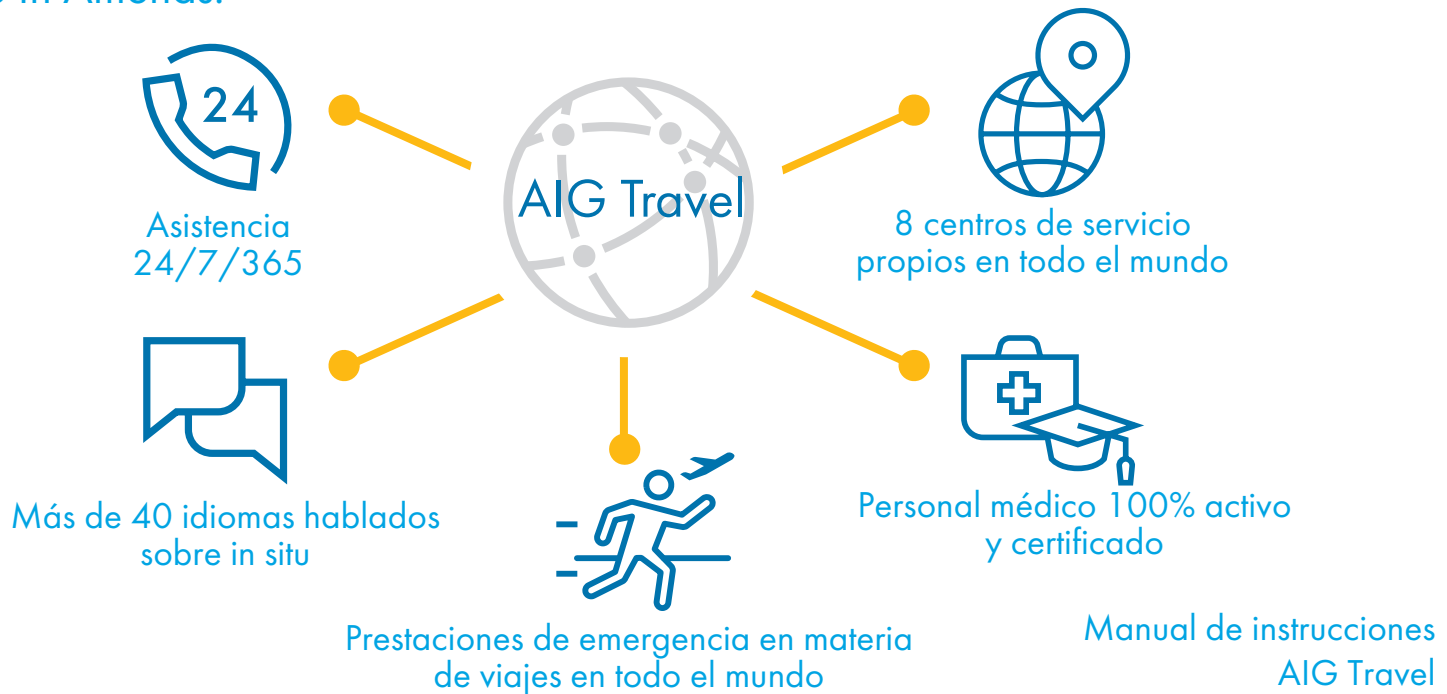 in Americas.
24
AIG Travel
Asistencia
24/7/365
8 centros de servicio
propios en todo el mundo
Más de 40 idiomas hablados
sobre in situ
Personal médico 100% activo
y certificado
Prestaciones de emergencia en materia
de viajes en todo el mundo
Manual de instrucciones
AIG Travel